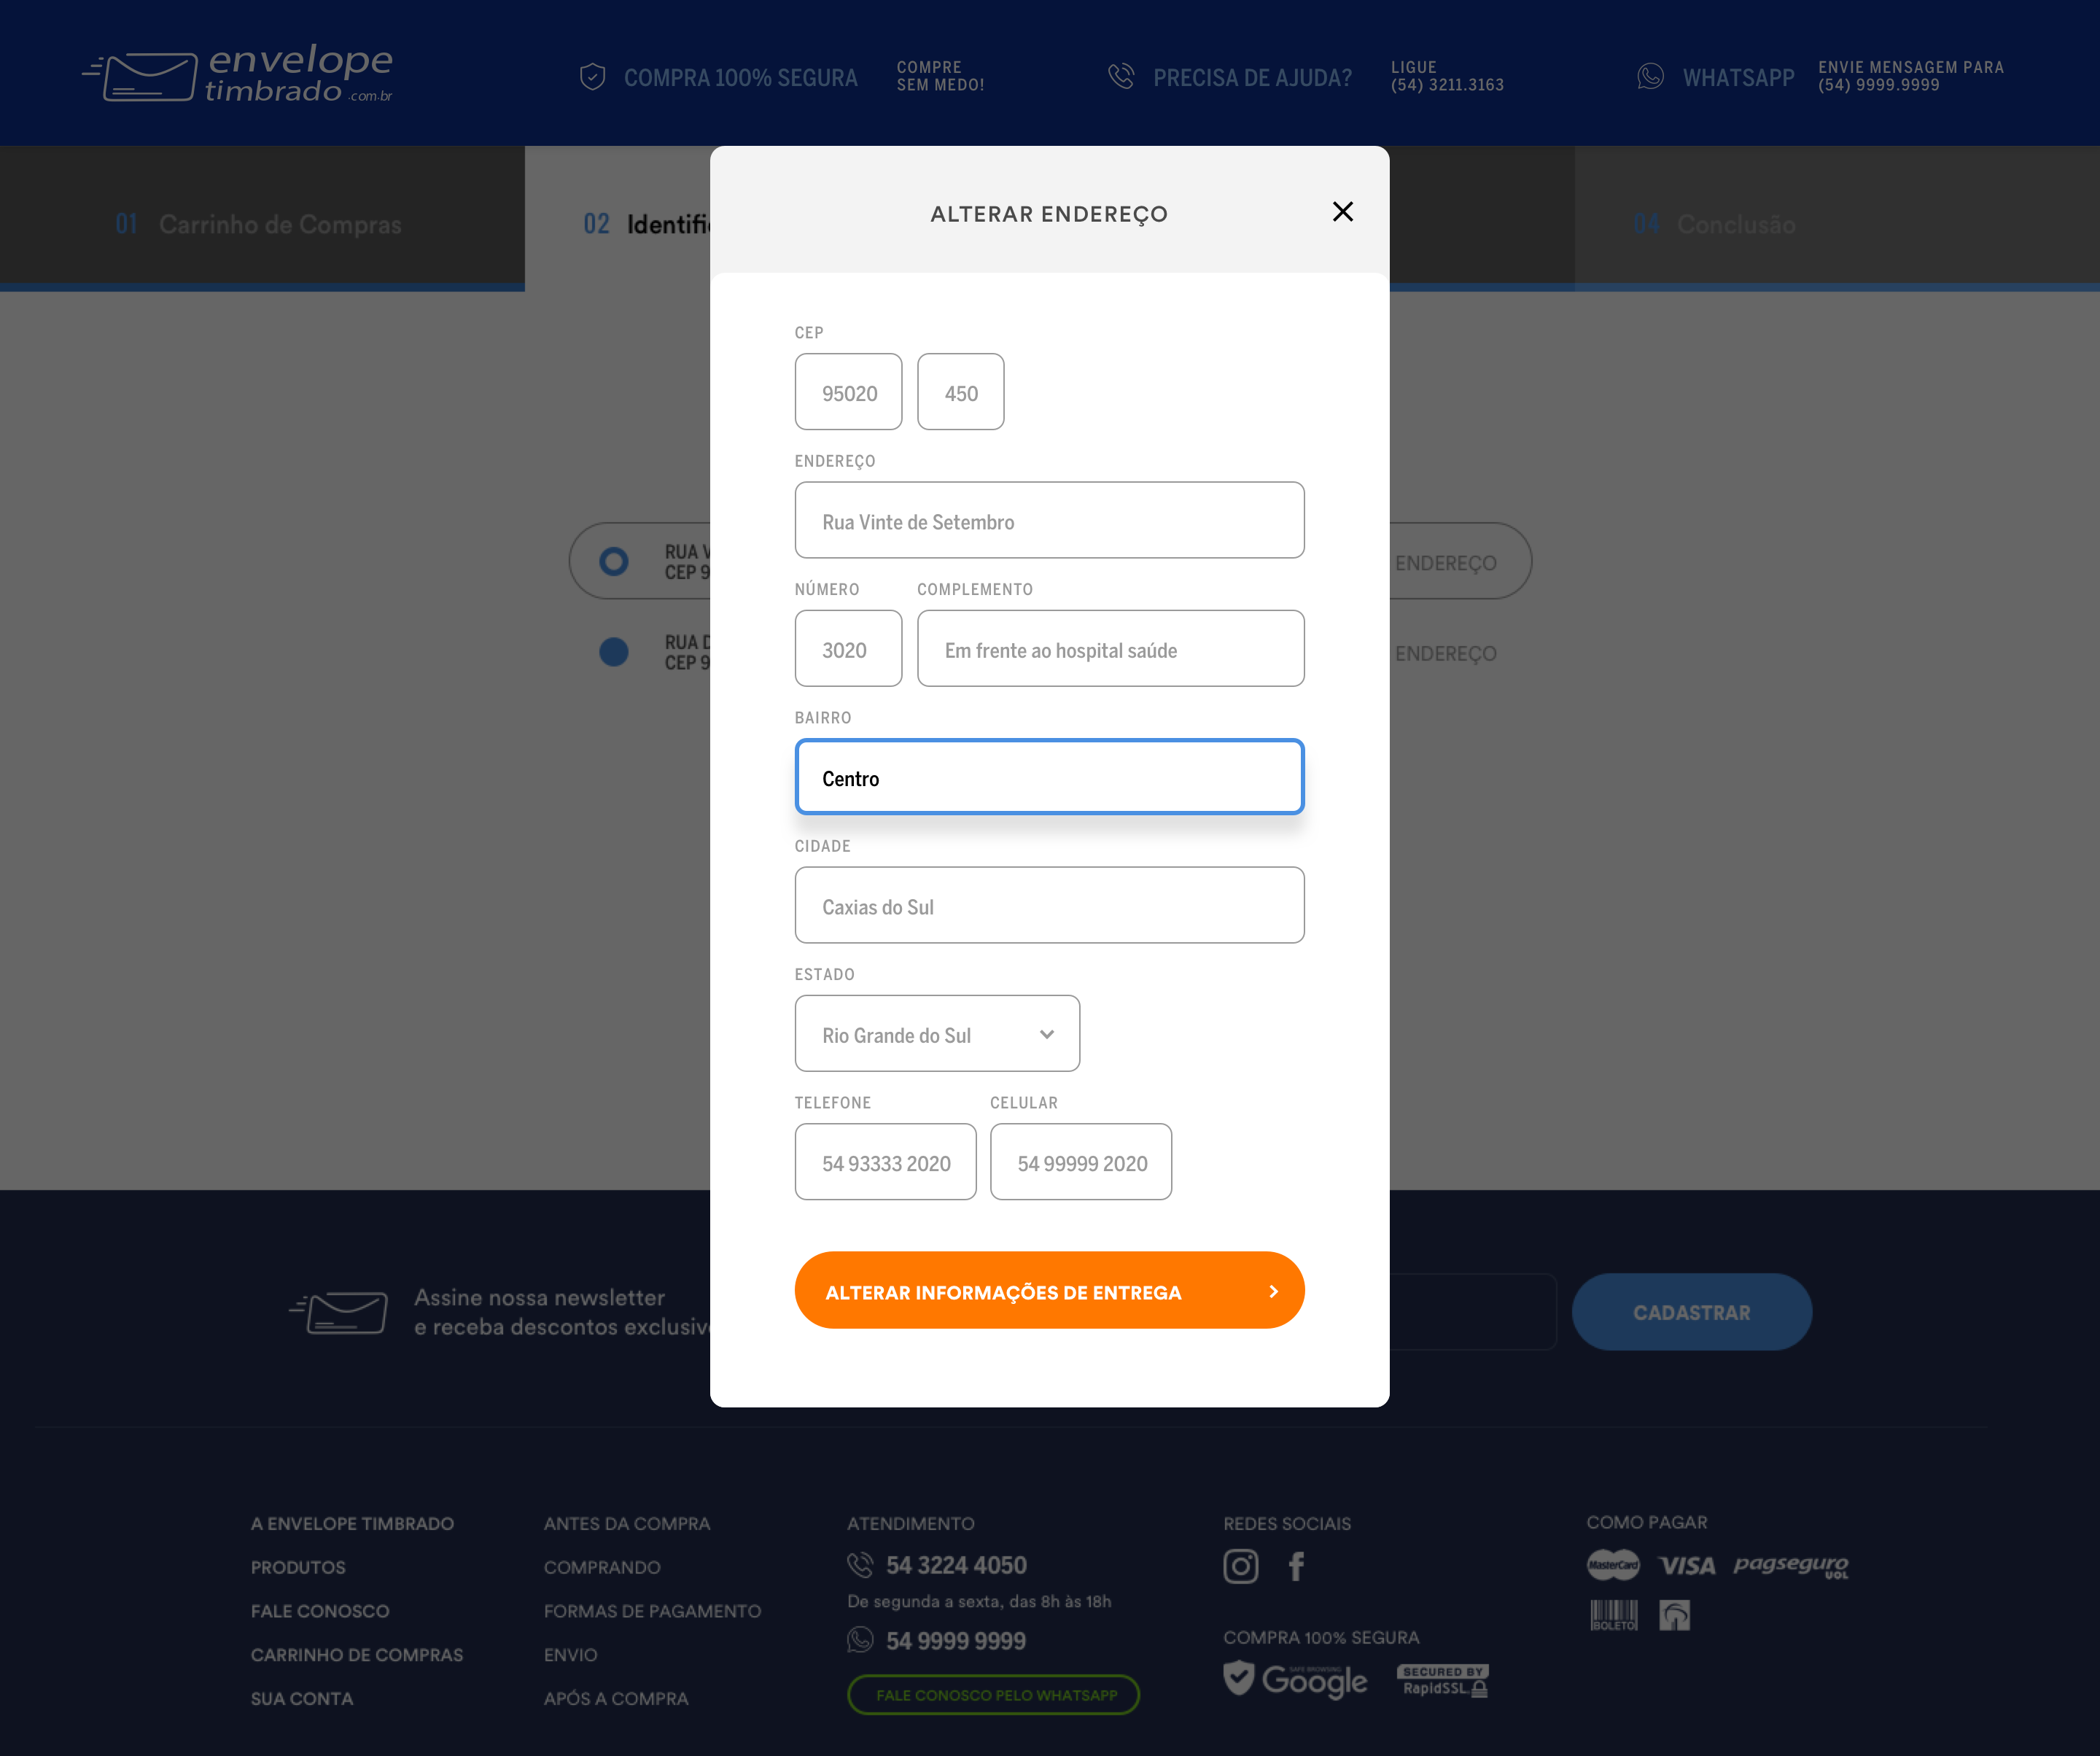 envelope
timbrado .com.br
COMPRA 100% SEGURA
COMPRE
SEM MEDO!
PRECISA DE AJUDA?
LIGUE
(54) 3211.3163
WHATSAPP
ENVIE MENSAGEM PARA
(54) 9999.9999
01 Carrinho de Compras
02 Identifi
04 Conclusão
ALTERAR ENDEREÇO
CEP
95020
450
ENDEREÇO
Rua Vinte de Setembro
NÚMERO
COMPLEMENTO
3020
Em frente ao hospital saúde
BAIRRO
Centro
CIDADE
Caxias do Sul
ESTADO
Rio Grande do Sul
TELEFONE
CELULAR
54 93333 2020
54 99999 2020
ALTERAR INFORMAÇÕES DE ENTREGA
RUA V
CEP 9
ENDEREÇO
RUA D
CEP 9
ENDEREÇO
Assine nossa newsletter
e receba descontos exclusiv
CADASTRAR
A ENVELOPE TIMBRADO
PRODUTOS
FALE CONOSCO
CARRINHO DE COMPRAS
SUA CONTA
ANTES DA COMPRA
COMPRANDO
FORMAS DE PAGAMENTO
ENVIO
APÓS A COMPRA
ATENDIMENTO
54 3224 4050
De segunda a sexta, das 8h às 18h
54 9999 9999
FALE CONOSCO PELO WHATSAPP
REDES SOCIAIS
COMPRA 100% SEGURA
SAFE BROWSING
Google
SECURED BY
RapidSSL
COMO PAGAR
MasterCard
VISA
pagseguro
UOL
BOLETO